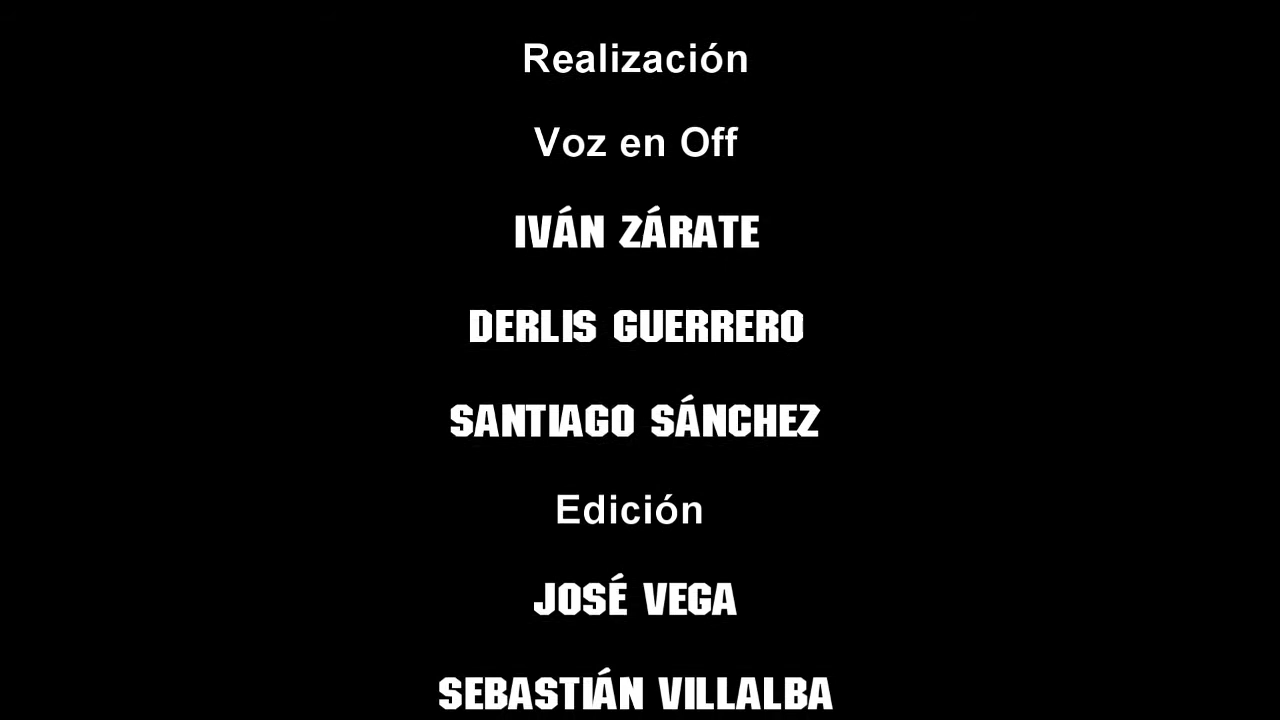 Realización
Voz en Off
IVÁN ZÁRATE
DERLIS GUERRERO
SANTIAGO SÁNCHEZ
Edición
JOSÉ VEGA
SEBASTIÁN VILLALBA